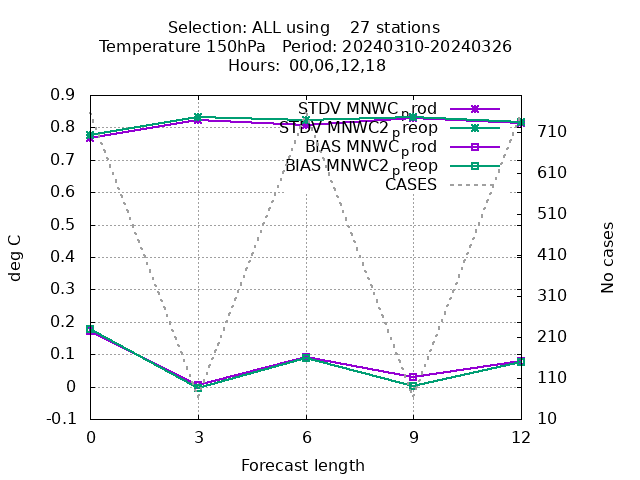 Selection: ALL using 27 stations
Temperature 150hPa Period: 20240310-20240326
Hours: 00,06,12,18
STDV MNWC_prod
STDV MNWC2_preop
BIAS MNWC_prod
BIAS MNWC2_preop
CASES
0.9
0.8
0.7
0.6
0.5
0.4
0.3
0.2
0.1
0
-0.1
deg C
710
610
510
410
310
210
110
10
No cases
0 3 6 9 12
Forecast length